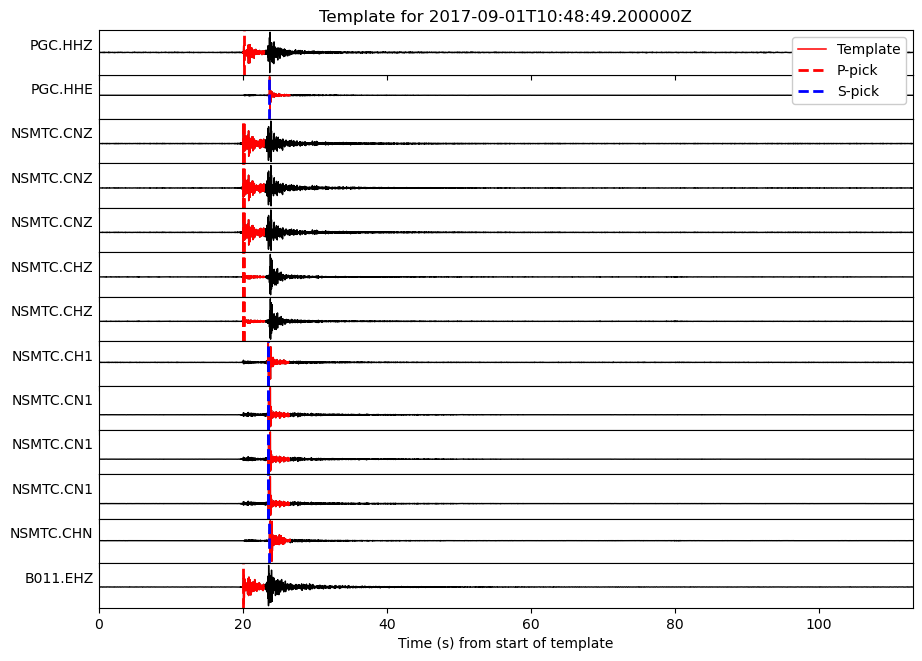 Template for 2017-09-01T10:48:49.200000Z
PGC.HHZ
Template
P-pick
S-pick
PGC.HHE
NSMTC.CNZ
NSMTC.CNZ
NSMTC.CNZ
NSMTC.CHZ
NSMTC.CHZ
NSMTC.CH1
NSMTC.CN1
NSMTC.CN1
NSMTC.CN1
NSMTC.CHN
B011.EHZ
0 20 40 60 80 100
Time (s) from start of template